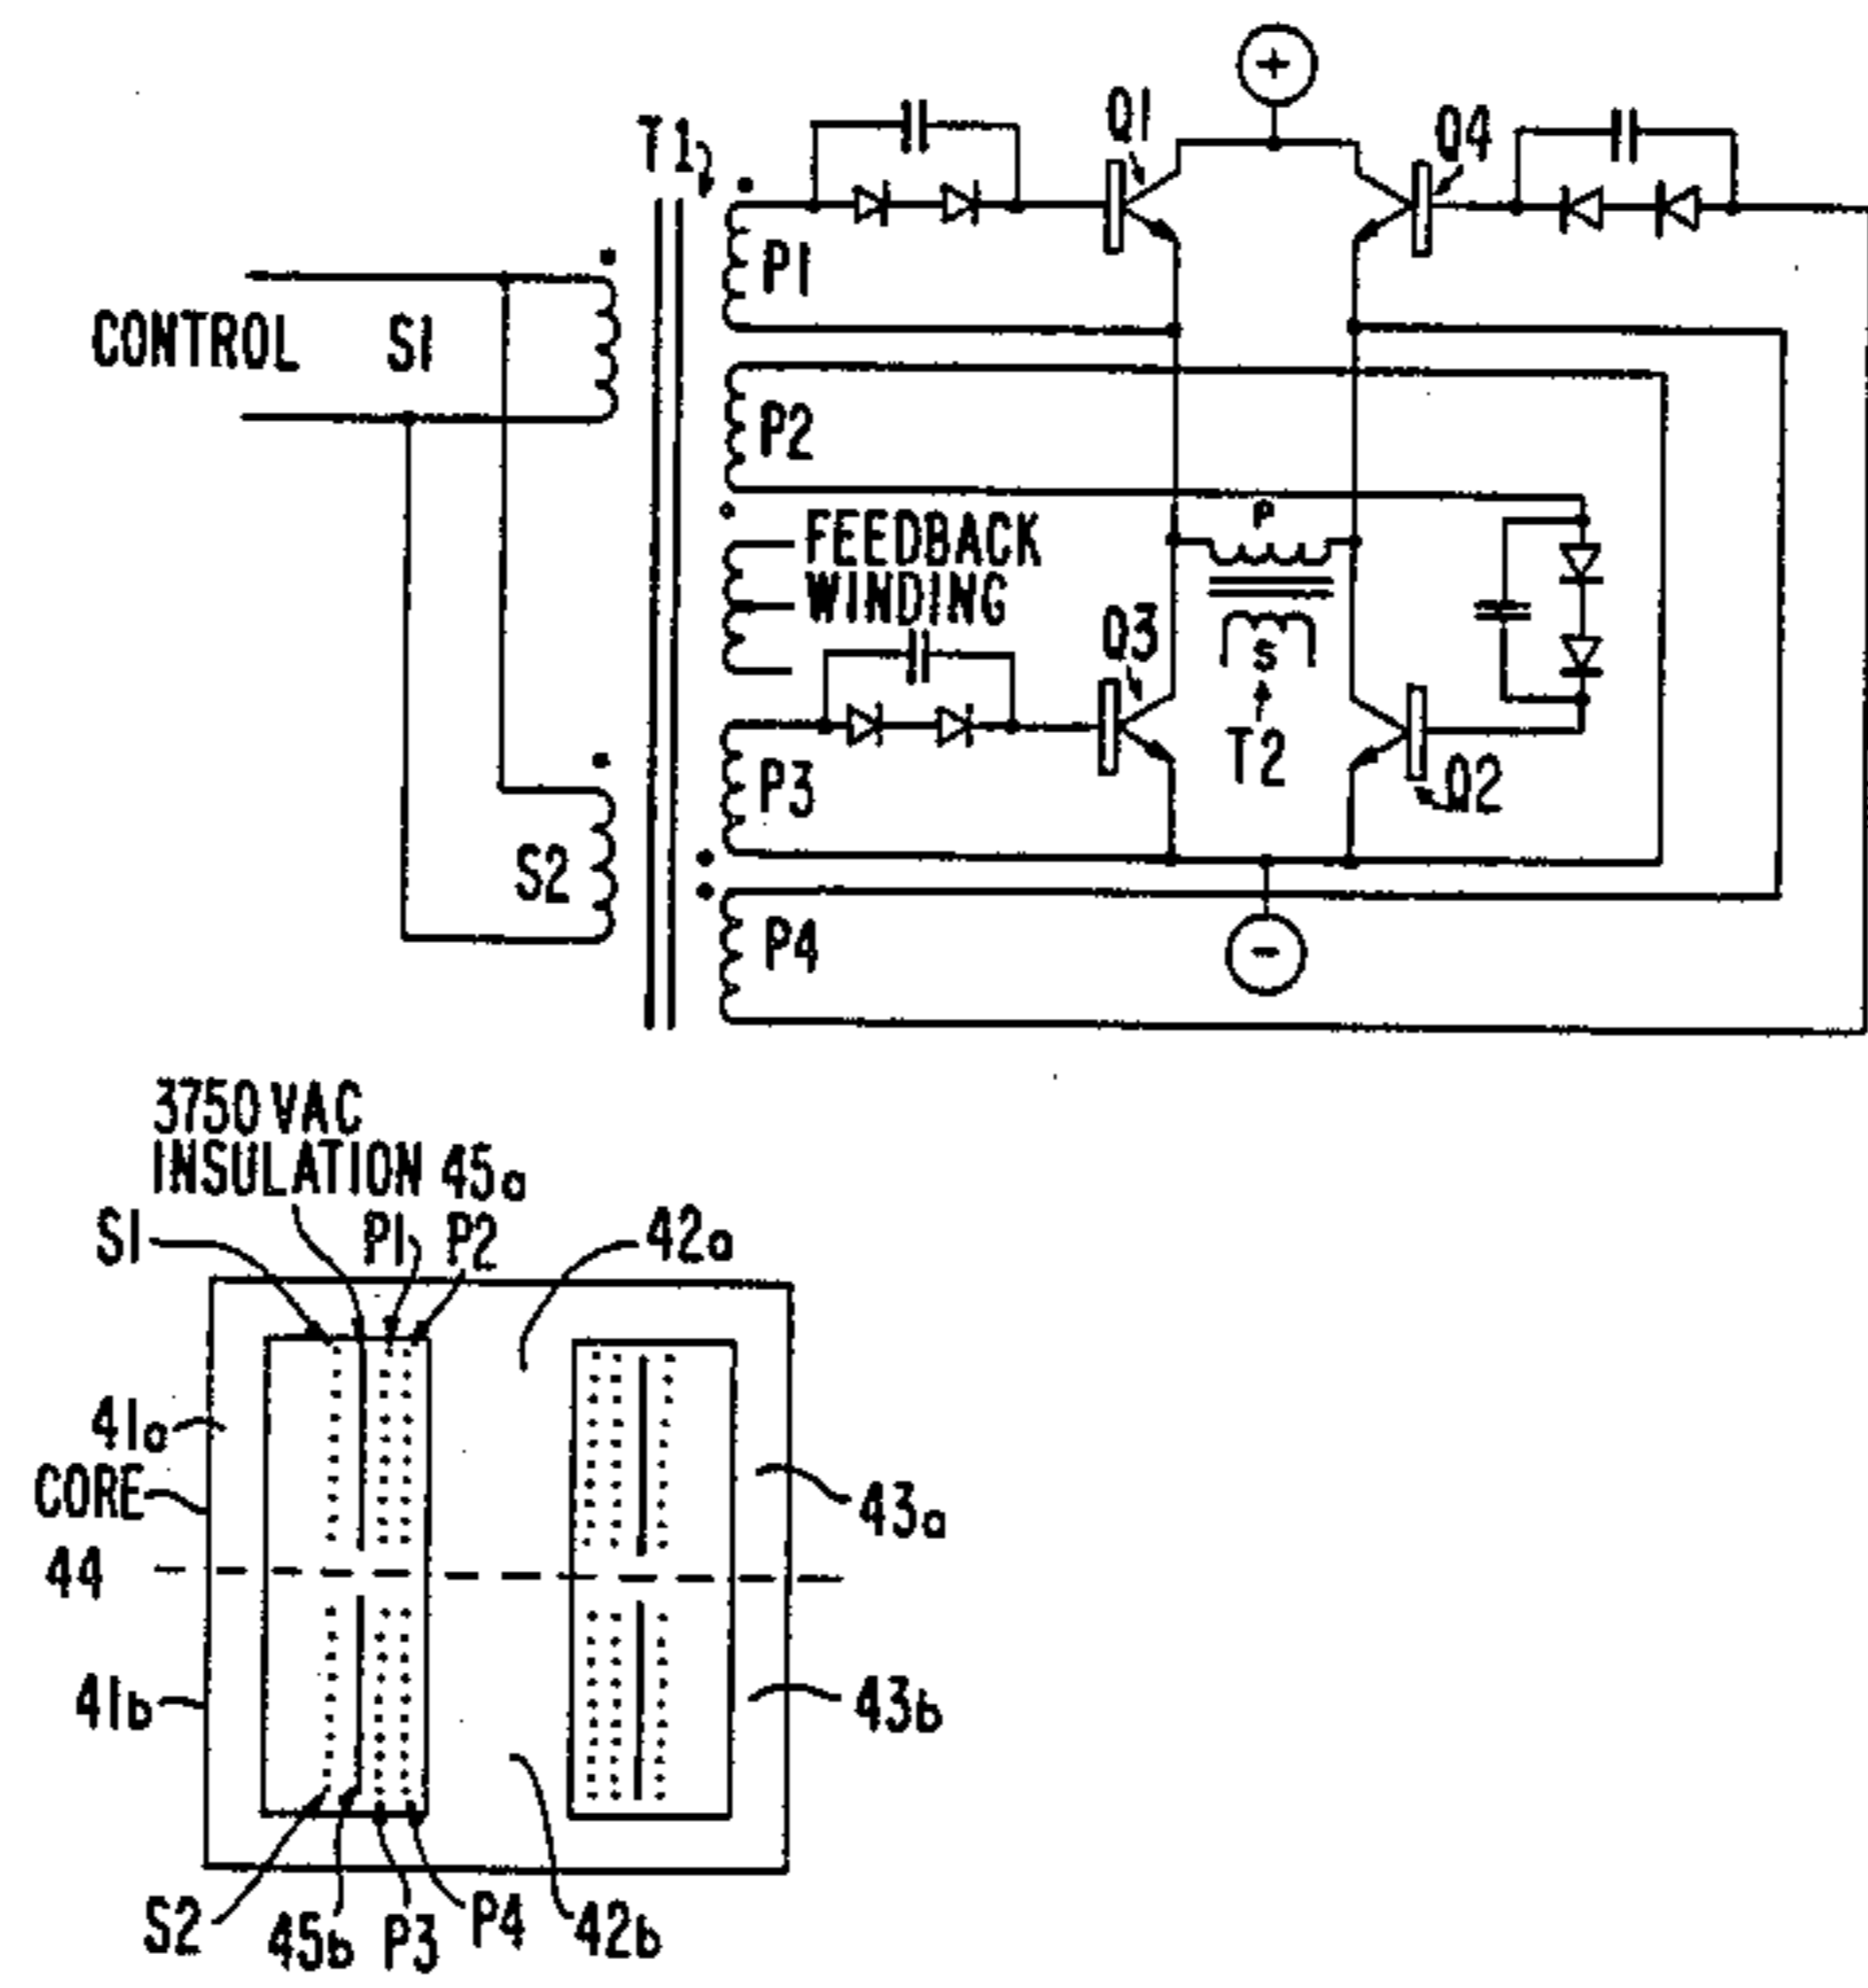 +
T1
Q1
Q4
P1
CONTROL S1
P2
P
FEEDBACK
WINDING
Q3
S
T2
Q2
P3
S2
P4
-
3750 VAC
INSULATION 45a
S1
P1
P2
42a
41a
CORE
43a
44
41b
43b
S2
45b
P3
P4
42b